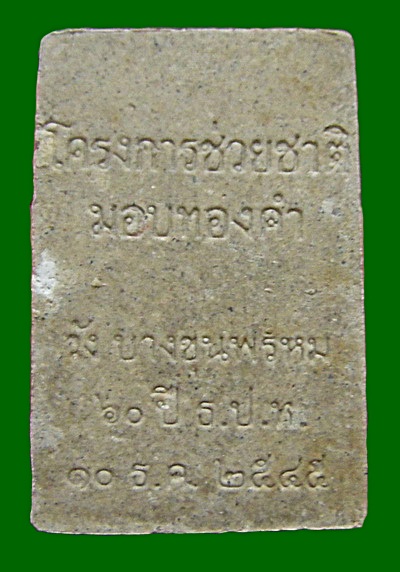 โครงการช่วยชาติ
มอบทองคำ
วัง บางขุนพรหม
๖๐ ปี ธ.ป.ท.
๑๐ ธ.ค. ๒๕๔๕